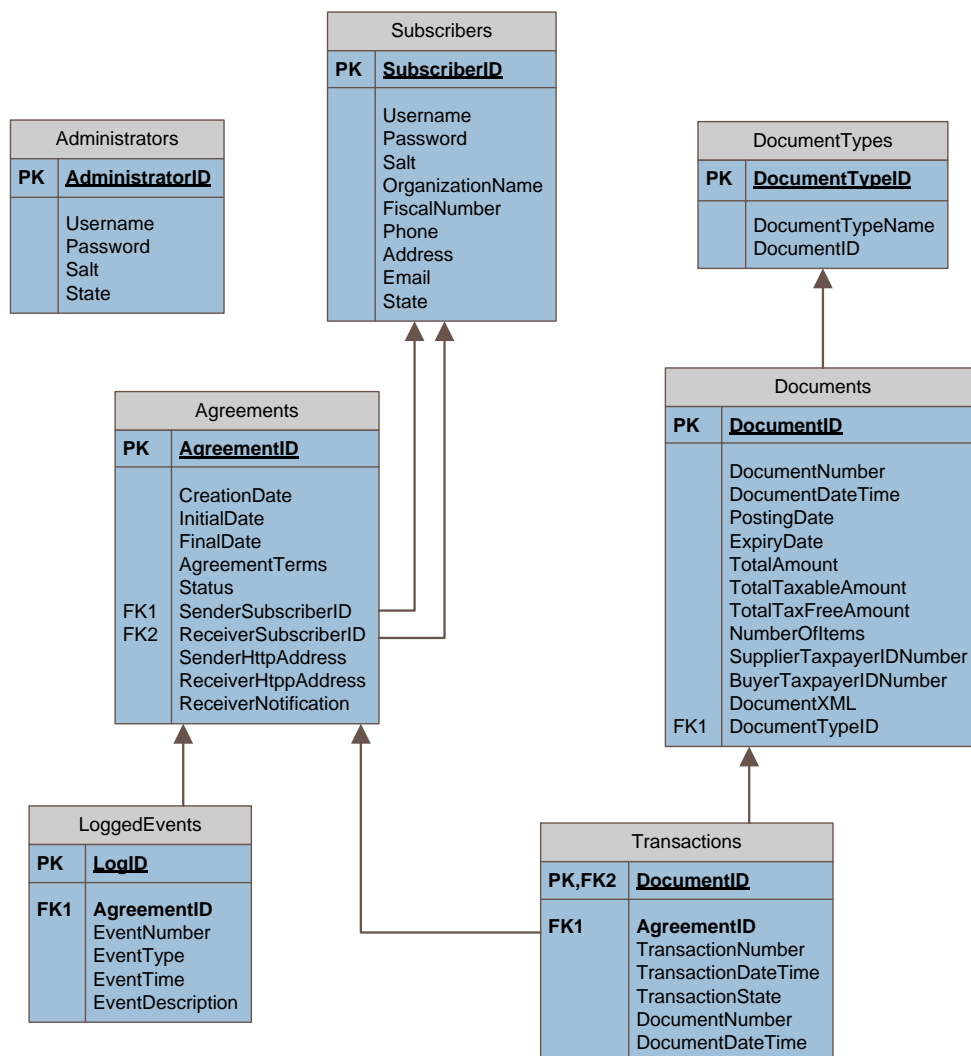 Subscribers
PK SubscriberID
Username
Password
Salt
OrganizationName
FiscalNumber
Phone
Address
Email
State
Administrators
PK AdministratorID
Username
Password
Salt
State
DocumentTypes
PK DocumentTypeID
DocumentTypeName
DocumentID
Agreements
PK AgreementID
CreationDate
InitialDate
FinalDate
AgreementTerms
Status
FK1 SenderSubscriberID
FK2 ReceiverSubscriberID
SenderHttpAddress
ReceiverHtppAddress
ReceiverNotification
Documents
PK DocumentID
DocumentNumber
DocumentDateTime
PostingDate
ExpiryDate
TotalAmount
TotalTaxableAmount
TotalTaxFreeAmount
NumberOfItems
SupplierTaxpayerIDNumber
BuyerTaxpayerIDNumber
DocumentXML
FK1 DocumentTypeID
LoggedEvents
PK LogID
FK1 AgreementID
EventNumber
EventType
EventTime
EventDescription
Transactions
PK,FK2 DocumentID
FK1 AgreementID
TransactionNumber
TransactionDateTime
TransactionState
DocumentNumber
DocumentDateTime